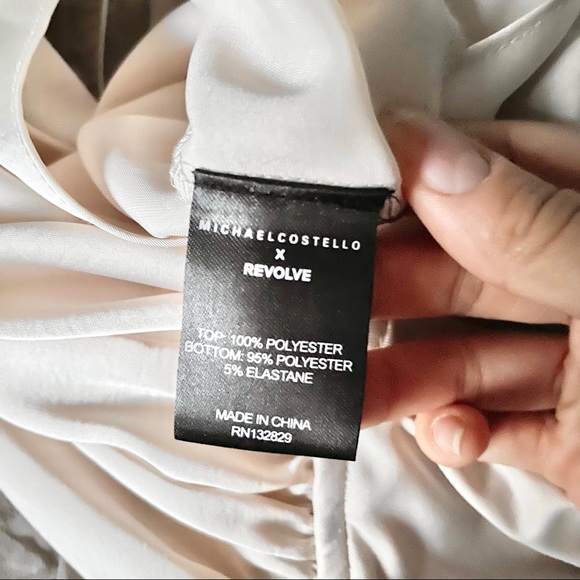 MICHAELCOSTELLO
X
REVOLVE
TOP: 100% POLYESTER
BOTTOM: 95% POLYESTER
5% ELASTANE
MADE IN CHINA
RN132829